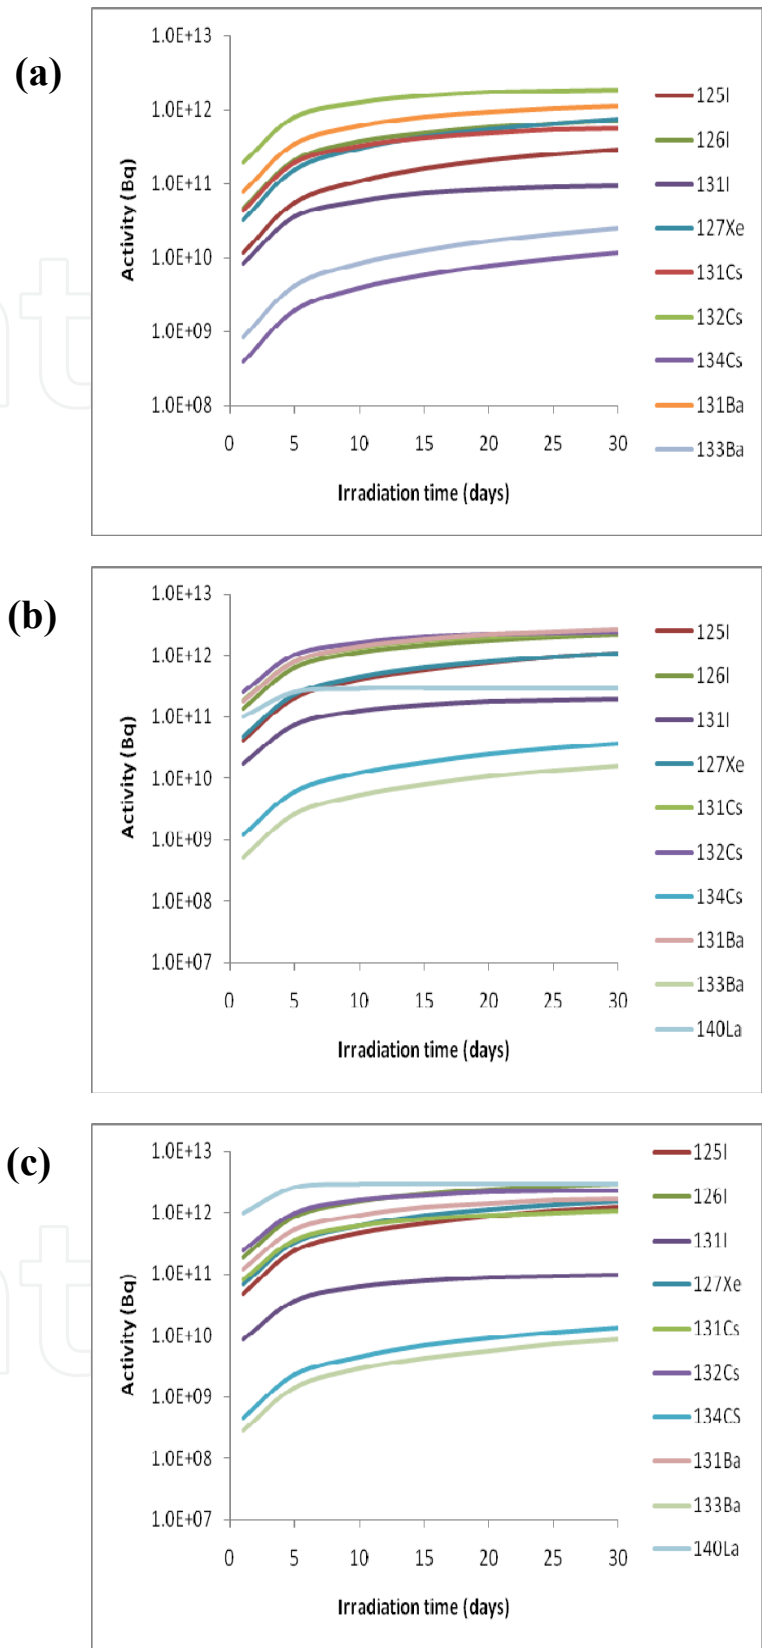 (a)
1.0E+13
1.0E+12
1.0E+11
1.0E+10
1.0E+09
1.0E+08
Activity (Bq)
0 5 10 15 20 25 30
Irradiation time (days)
125I
126I
131I
127Xe
131Cs
132Cs
134Cs
131Ba
133Ba
(b)
1.0E+13
1.0E+12
1.0E+11
1.0E+10
1.0E+09
1.0E+08
1.0E+07
Activity (Bq)
0 5 10 15 20 25 30
Irradiation time (days)
125I
126I
131I
127Xe
131Cs
132Cs
134Cs
131Ba
133Ba
140La
(c)
1.0E+13
1.0E+12
1.0E+11
1.0E+10
1.0E+09
1.0E+08
1.0E+07
Activity (Bq)
0 5 10 15 20 25 30
Irradiation time (days)
125I
126I
131I
127Xe
131Cs
132Cs
134CS
131Ba
133Ba
140La